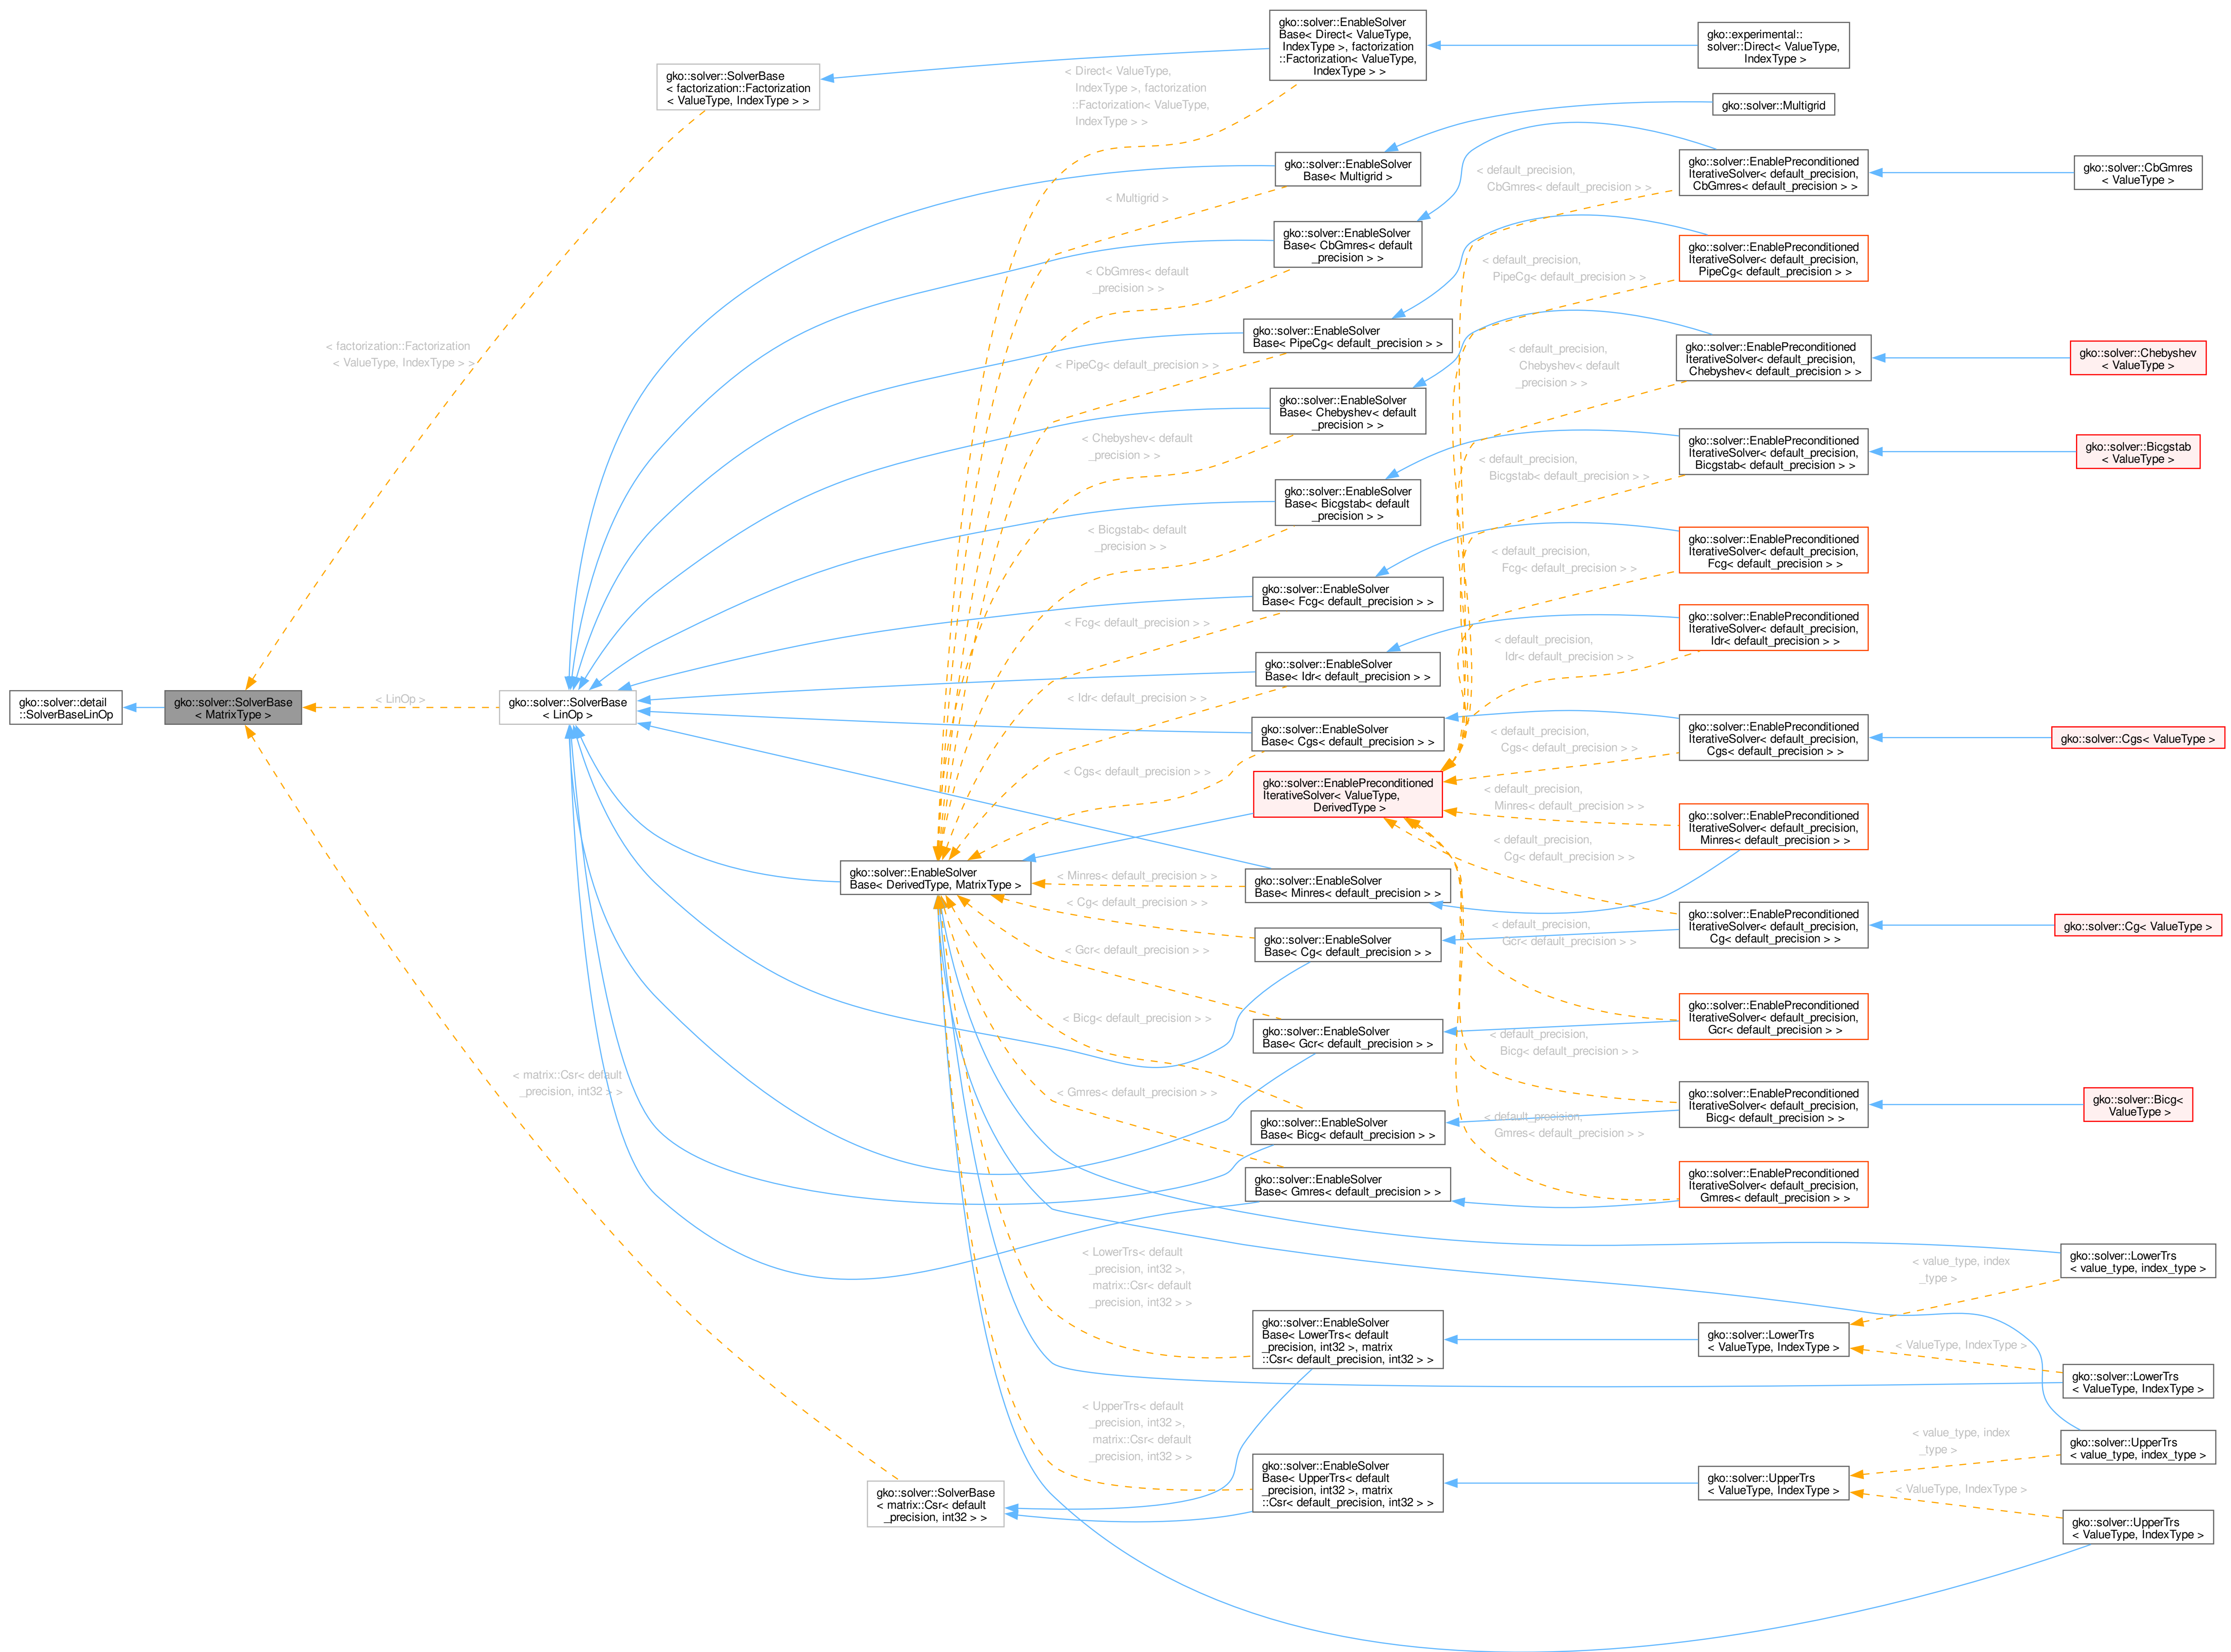 gko::solver::detail
::SolverBaseLinOp
gko::solver::SolverBase
< MatrixType >
< factorization::Factorization
< ValueType, IndexType > >
< LinOp >
< matrix::Csr< default
_precision, int32 > >
gko::solver::SolverBase
< factorization::Factorization
< ValueType, IndexType > >
gko::solver::SolverBase
< LinOp >
gko::solver::SolverBase
< matrix::Csr< default
_precision, int32 > >
gko::solver::EnableSolver
Base< DerivedType, MatrixType >
< Direct< ValueType,
IndexType >, factorization
::Factorization< ValueType,
IndexType > >
< Multigrid >
< CbGmres< default
_precision > >
< PipeCg< default_precision > >
< Chebyshev< default
_precision > >
< Bicgstab< default
_precision > >
< Fcg< default_precision > >
< Idr< default_precision > >
< Cgs< default_precision > >
< Minres< default_precision > >
< Cg< default_precision > >
< Gcr< default_precision > >
< Bicg< default_precision > >
< Gmres< default_precision > >
< LowerTrs< default
_precision, int32 >,
matrix::Csr< default
_precision, int32 > >
< UpperTrs< default
_precision, int32 >,
matrix::Csr< default
_precision, int32 > >
gko::solver::EnableSolver
Base< Direct< ValueType,
IndexType >, factorization
::Factorization< ValueType,
IndexType > >
gko::solver::EnableSolver
Base< Multigrid >
gko::solver::EnableSolver
Base< CbGmres< default
_precision > >
gko::solver::EnableSolver
Base< PipeCg< default_precision > >
gko::solver::EnableSolver
Base< Chebyshev< default
_precision > >
gko::solver::EnableSolver
Base< Bicgstab< default
_precision > >
gko::solver::EnableSolver
Base< Fcg< default_precision > >
gko::solver::EnableSolver
Base< Idr< default_precision > >
gko::solver::EnableSolver
Base< Cgs< default_precision > >
gko::solver::EnablePreconditioned
IterativeSolver< ValueType,
DerivedType >
gko::solver::EnableSolver
Base< Minres< default_precision > >
gko::solver::EnableSolver
Base< Cg< default_precision > >
gko::solver::EnableSolver
Base< Gcr< default_precision > >
gko::solver::EnableSolver
Base< Bicg< default_precision > >
gko::solver::EnableSolver
Base< Gmres< default_precision > >
gko::solver::EnableSolver
Base< LowerTrs< default
_precision, int32 >, matrix
::Csr< default_precision, int32 > >
gko::solver::EnableSolver
Base< UpperTrs< default
_precision, int32 >, matrix
::Csr< default_precision, int32 > >
< default_precision,
CbGmres< default_precision > >
< default_precision,
PipeCg< default_precision > >
< default_precision,
Chebyshev< default
_precision > >
< default_precision,
Bicgstab< default_precision > >
< default_precision,
Fcg< default_precision > >
< default_precision,
Idr< default_precision > >
< default_precision,
Cgs< default_precision > >
< default_precision,
Minres< default_precision > >
< default_precision,
Cg< default_precision > >
< default_precision,
Gcr< default_precision > >
< default_precision,
Bicg< default_precision > >
< default_precision,
Gmres< default_precision > >
gko::experimental::
solver::Direct< ValueType,
IndexType >
gko::solver::Multigrid
gko::solver::EnablePreconditioned
IterativeSolver< default_precision,
CbGmres< default_precision > >
gko::solver::EnablePreconditioned
IterativeSolver< default_precision,
PipeCg< default_precision > >
gko::solver::EnablePreconditioned
IterativeSolver< default_precision,
Chebyshev< default_precision > >
gko::solver::EnablePreconditioned
IterativeSolver< default_precision,
Bicgstab< default_precision > >
gko::solver::EnablePreconditioned
IterativeSolver< default_precision,
Fcg< default_precision > >
gko::solver::EnablePreconditioned
IterativeSolver< default_precision,
Idr< default_precision > >
gko::solver::EnablePreconditioned
IterativeSolver< default_precision,
Cgs< default_precision > >
gko::solver::EnablePreconditioned
IterativeSolver< default_precision,
Minres< default_precision > >
gko::solver::EnablePreconditioned
IterativeSolver< default_precision,
Cg< default_precision > >
gko::solver::EnablePreconditioned
IterativeSolver< default_precision,
Gcr< default_precision > >
gko::solver::EnablePreconditioned
IterativeSolver< default_precision,
Bicg< default_precision > >
gko::solver::EnablePreconditioned
IterativeSolver< default_precision,
Gmres< default_precision > >
gko::solver::LowerTrs
< ValueType, IndexType >
gko::solver::UpperTrs
< ValueType, IndexType >
< value_type, index
_type >
< ValueType, IndexType >
< value_type, index
_type >
< ValueType, IndexType >
gko::solver::CbGmres
< ValueType >
gko::solver::Chebyshev
< ValueType >
gko::solver::Bicgstab
< ValueType >
gko::solver::Cgs< ValueType >
gko::solver::Cg< ValueType >
gko::solver::Bicg<
ValueType >
gko::solver::LowerTrs
< value_type, index_type >
gko::solver::LowerTrs
< ValueType, IndexType >
gko::solver::UpperTrs
< value_type, index_type >
gko::solver::UpperTrs
< ValueType, IndexType >